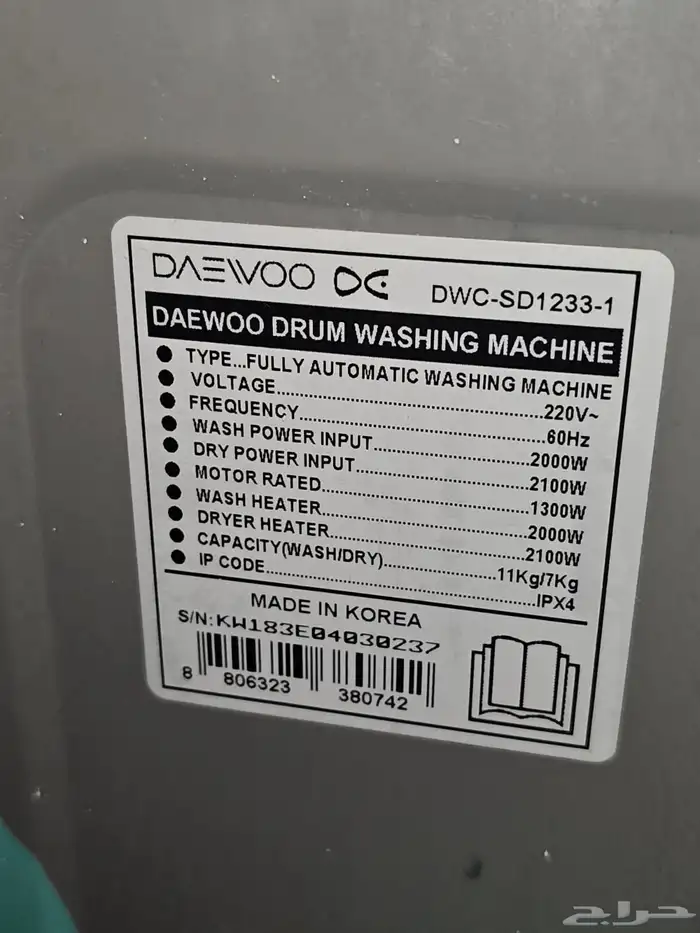 DAEWOO DWC-SD1233-1
DAEWOO DRUM WASHING MACHINE
● TYPE...FULLY AUTOMATIC WASHING MACHINE
● VOLTAGE...220V~
● FREQUENCY...60Hz
● WASH POWER INPUT...2000W
● DRY POWER INPUT...2100W
● MOTOR RATED...1300W
● WASH HEATER...2000W
● DRYER HEATER...2100W
● CAPACITY(WASH/DRY)...11Kg/7Kg
● IP CODE...IPX4
MADE IN KOREA
S/N:KW183E04030237
8 806323 380742
حراج